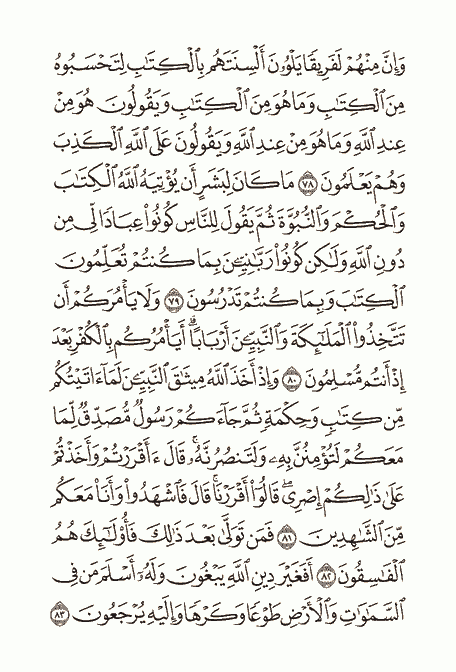 وَإِنَّ مِنْهُمْ لَفَرِيقًا يَلْوُۥنَ أَلْسِنَتَهُم بِٱلْكِتَٰبِ لِتَحْسَبُوهُ
مِنَ ٱلْكِتَٰبِ وَمَا هُوَ مِنَ ٱلْكِتَٰبِ وَيَقُولُونَ هُوَ مِنْ
عِندِ ٱللَّهِ وَمَا هُوَ مِنْ عِندِ ٱللَّهِ وَيَقُولُونَ عَلَى ٱللَّهِ ٱلْكَذِبَ
وَهُمْ يَعْلَمُونَ ۝٧٨ مَا كَانَ لِبَشَرٍ أَن يُؤْتِيَهُ ٱللَّهُ ٱلْكِتَٰبَ
وَٱلْحُكْمَ وَٱلنُّبُوَّةَ ثُمَّ يَقُولَ لِلنَّاسِ كُونُوا۟ عِبَادًا لِّى مِن
دُونِ ٱللَّهِ وَلَٰكِن كُونُوا۟ رَبَّٰنِيِّۦنَ بِمَا كُنتُمْ تُعَلِّمُونَ
ٱلْكِتَٰبَ وَبِمَا كُنتُمْ تَدْرُسُونَ ۝٧٩ وَلَا يَأْمُرَكُمْ أَن
تَتَّخِذُوا۟ ٱلْمَلَٰٓئِكَةَ وَٱلنَّبِيِّۦنَ أَرْبَابًا ۗ أَيَأْمُرُكُم بِٱلْكُفْرِ بَعْدَ
إِذْ أَنتُم مُّسْلِمُونَ ۝٨٠ وَإِذْ أَخَذَ ٱللَّهُ مِيثَٰقَ ٱلنَّبِيِّۦنَ لَمَآ ءَاتَيْتُكُم
مِّن كِتَٰبٍ وَحِكْمَةٍ ثُمَّ جَآءَكُمْ رَسُولٌ مُّصَدِّقٌ لِّمَا
مَعَكُمْ لَتُؤْمِنُنَّ بِهِۦ وَلَتَنصُرُنَّهُۥ ۚ قَالَ ءَأَقْرَرْتُمْ وَأَخَذْتُمْ
عَلَىٰ ذَٰلِكُمْ إِصْرِى ۖ قَالُوٓا۟ أَقْرَرْنَا ۚ قَالَ فَٱشْهَدُوا۟ وَأَنَا۠ مَعَكُم
مِّنَ ٱلشَّٰهِدِينَ ۝٨١ فَمَن تَوَلَّىٰ بَعْدَ ذَٰلِكَ فَأُو۟لَٰٓئِكَ هُمُ
ٱلْفَٰسِقُونَ ۝٨٢ أَفَغَيْرَ دِينِ ٱللَّهِ يَبْغُونَ وَلَهُۥٓ أَسْلَمَ مَن فِى
ٱلسَّمَٰوَٰتِ وَٱلْأَرْضِ طَوْعًا وَكَرْهًا وَإِلَيْهِ يُرْجَعُونَ ۝٨٣